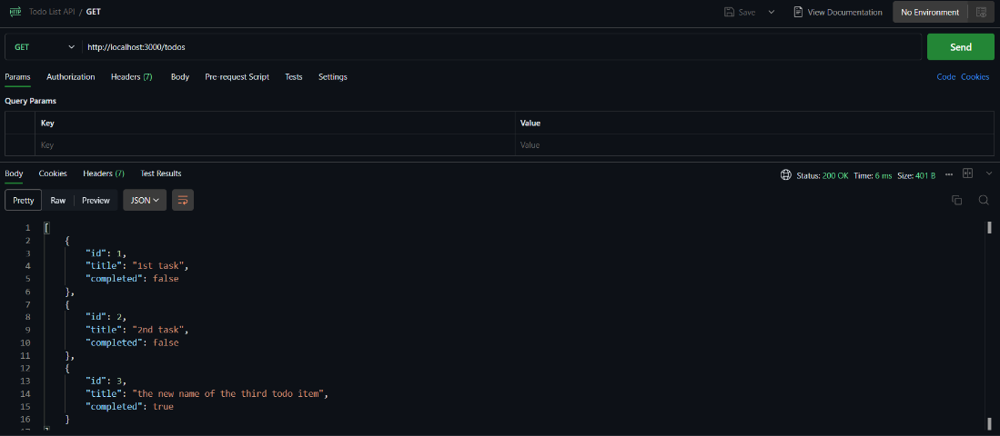 HTTP Todo List API / GET Save View Documentation No Environment
GET http://localhost:3000/todos Send
Params Authorization Headers (7) Body Pre-request Script Tests Settings Code Cookies
Query Params
Key Value
Key Value
Body Cookies Headers (7) Test Results Status: 200 OK Time: 6 ms Size: 401 B
Pretty Raw Preview JSON
1 [
2 {
3 "id": 1,
4 "title": "1st task",
5 "completed": false
6 },
7 {
8 "id": 2,
9 "title": "2nd task",
10 "completed": false
11 },
12 {
13 "id": 3,
14 "title": "the new name of the third todo item",
15 "completed": true
16 }
17 ]